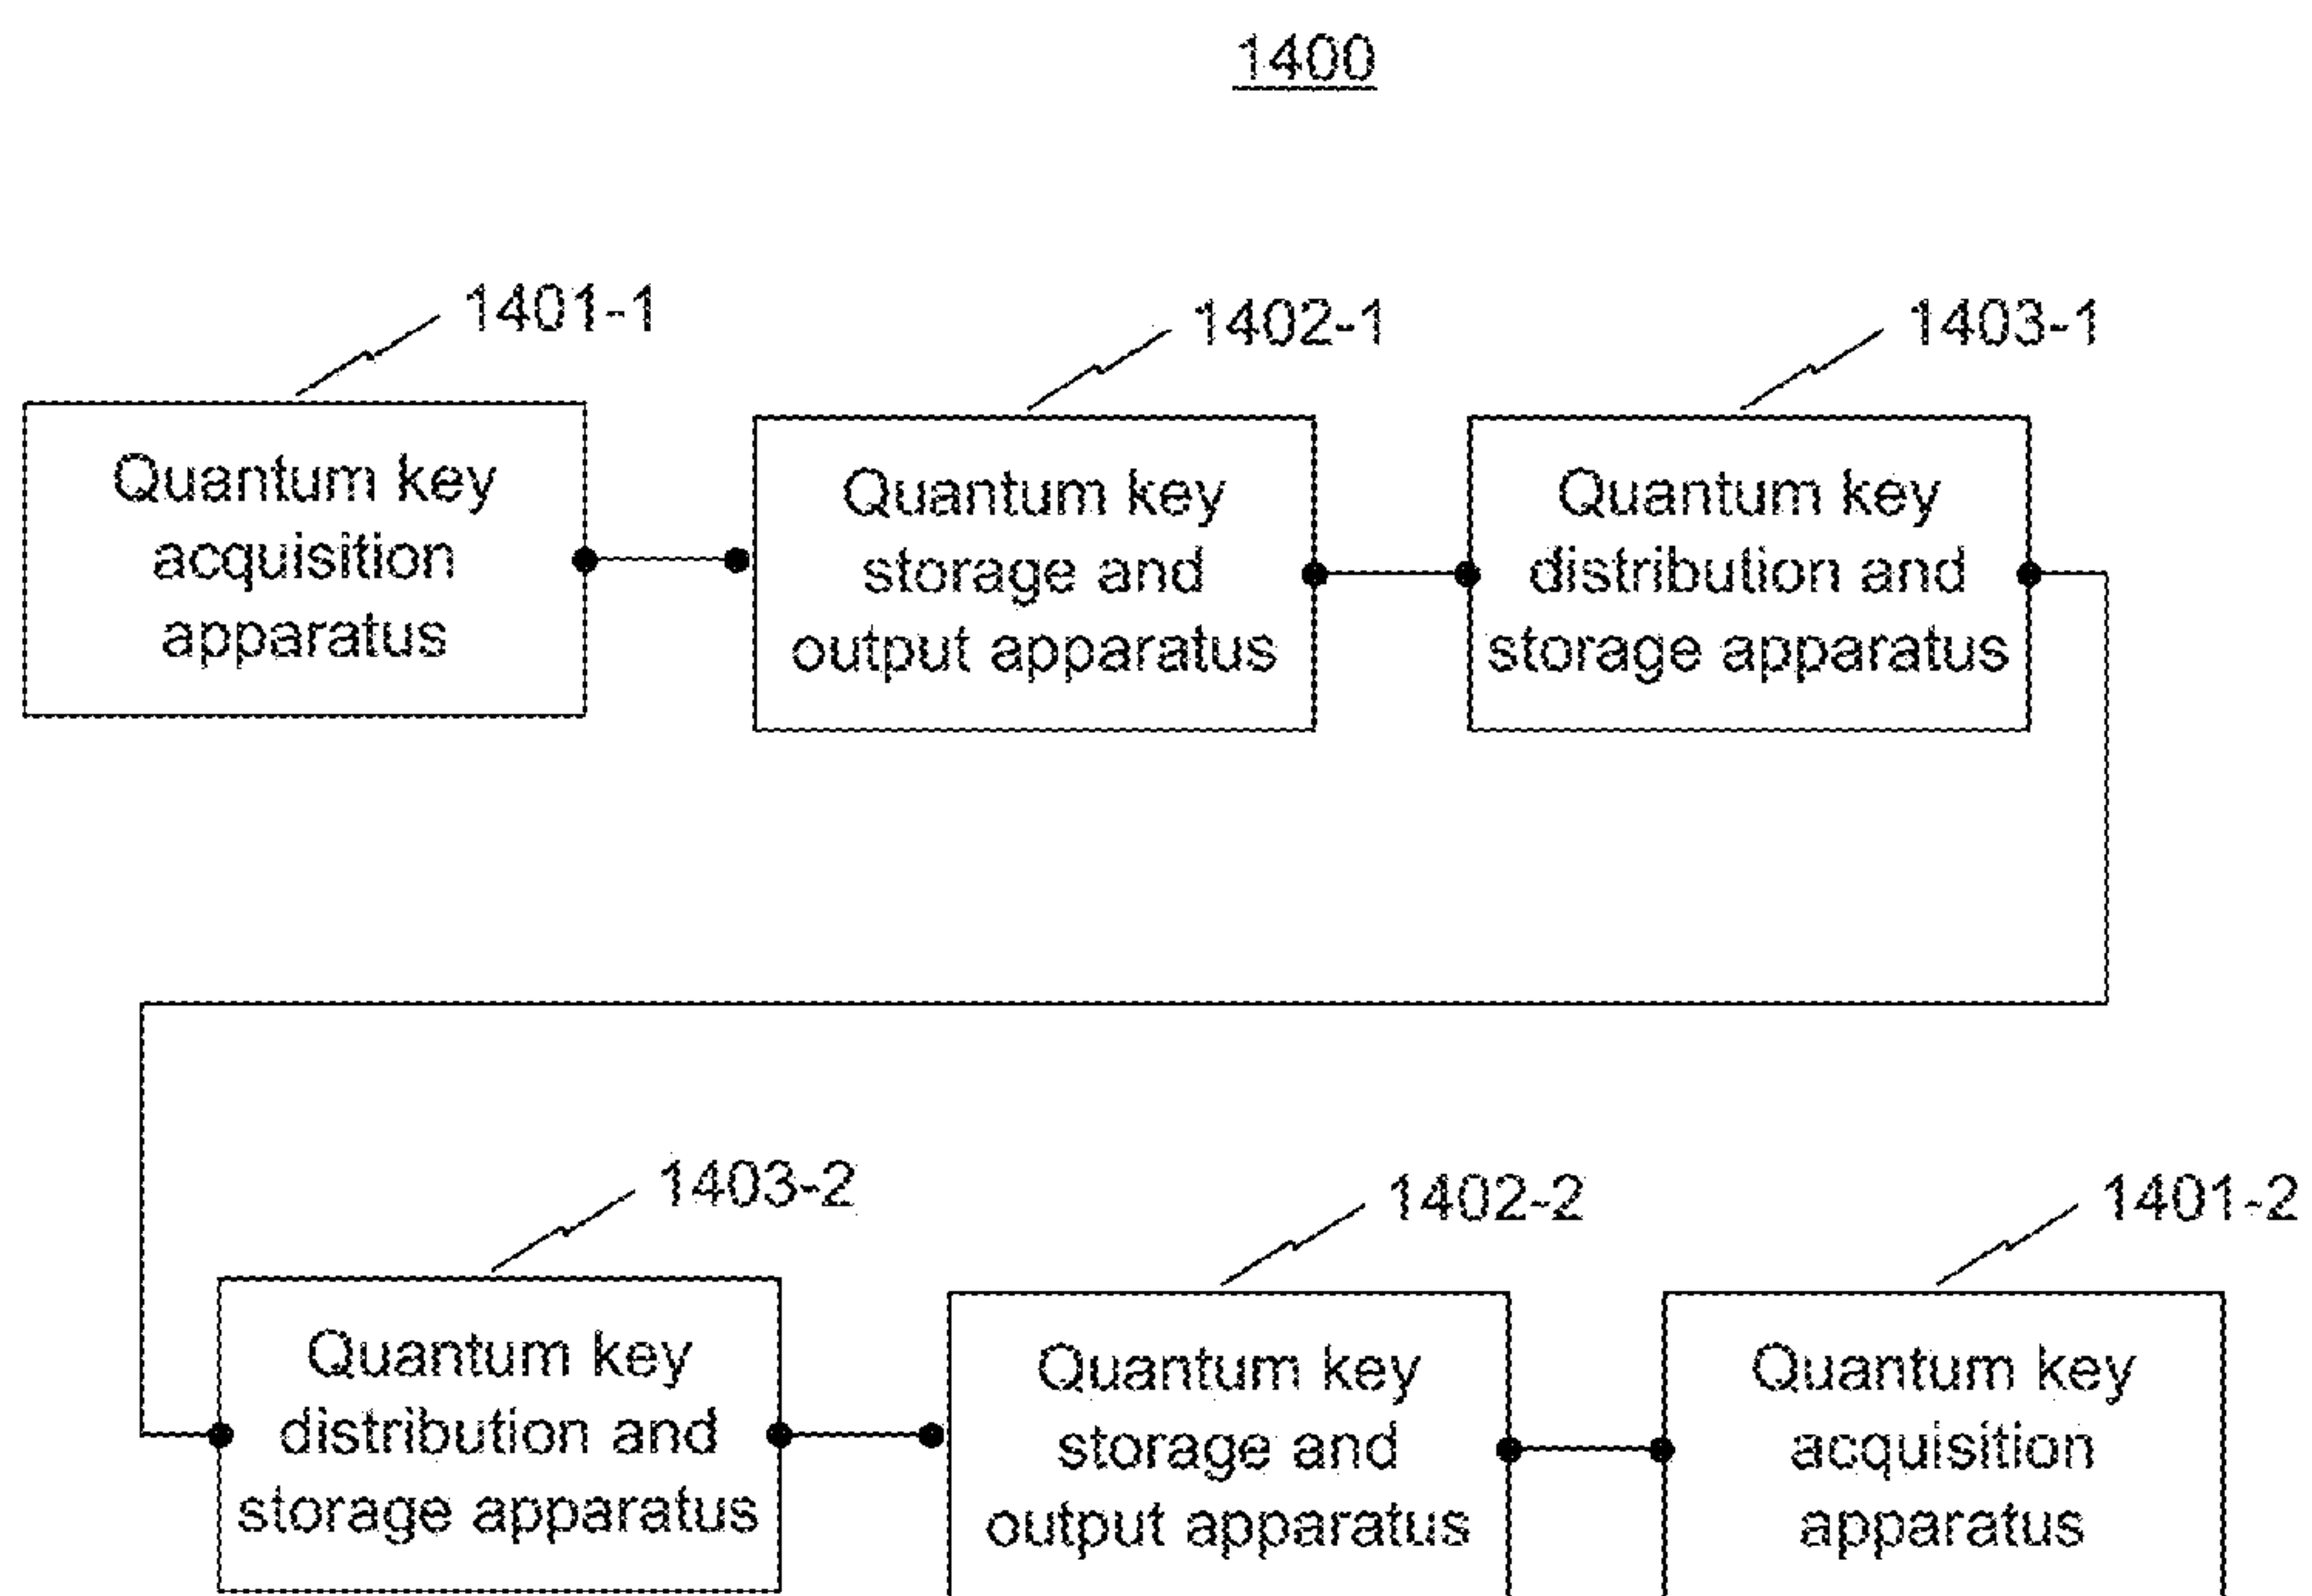 1400
1401-1
1402-1
1403-1
Quantum key
acquisition
apparatus
Quantum key
storage and
output apparatus
Quantum key
distribution and
storage apparatus
1403-2
1402-2
1401-2
Quantum key
distribution and
storage apparatus
Quantum key
storage and
output apparatus
Quantum key
acquisition
apparatus